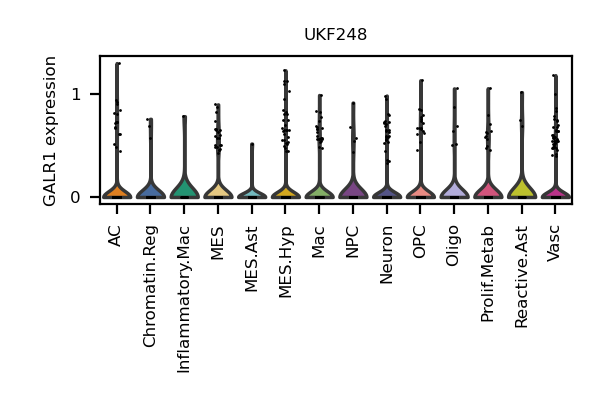 UKF248
GALR1 expression
1
0
AC
Chromatin.Reg
Inflammatory.Mac
MES
MES.Ast
MES.Hyp
Mac
NPC
Neuron
OPC
Oligo
Prolif.Metab
Reactive.Ast
Vasc